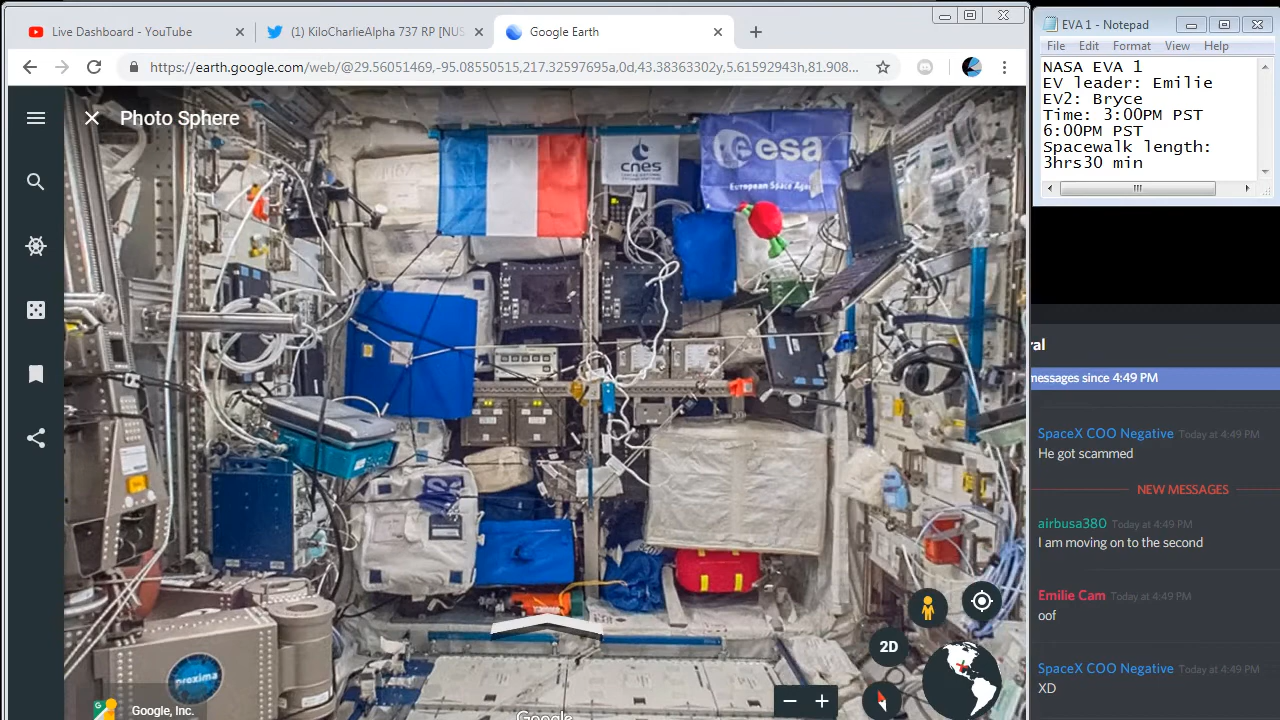 Live Dashboard - YouTube
(1) KiloCharlieAlpha 737 RP [NUS
Google Earth
https://earth.google.com/web/@29.56051469,-95.08550515,217.32597695a,0d,43.38363302y,5.61592943h,81.908...
Photo Sphere
cnes
esa
European Space Age
proxima
2D
Google, Inc.
Google
EVA 1 - Notepad
File Edit Format View Help
NASA EVA 1
EV leader: Emilie
EV2: Bryce
Time: 3:00PM PST
6:00PM PST
Spacewalk length:
3hrs30 min
ral
messages since 4:49 PM
SpaceX COO Negative Today at 4:49 PM
He got scammed
NEW MESSAGES
airbusa380 Today at 4:49 PM
I am moving on to the second
Emilie Cam Today at 4:49 PM
oof
SpaceX COO Negative Today at 4:49 PM
XD